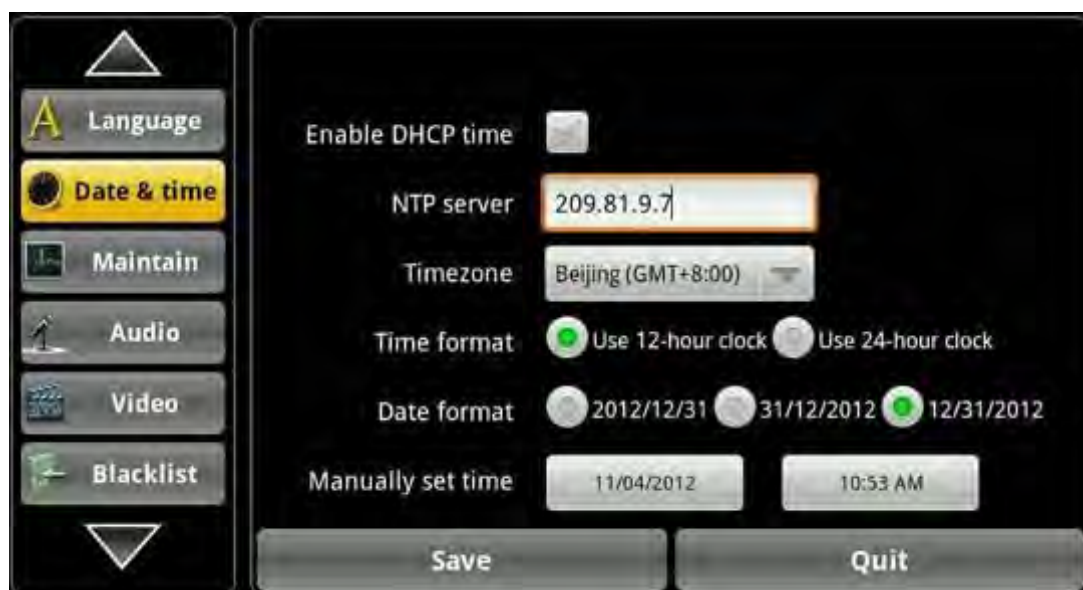 Language
Date & time
Maintain
Audio
Video
Blacklist
Enable DHCP time
NTP server 209.81.9.7
Timezone Beijing (GMT+8:00)
Time format Use 12-hour clock Use 24-hour clock
Date format 2012/12/31 31/12/2012 12/31/2012
Manually set time 11/04/2012 10:53 AM
Save Quit